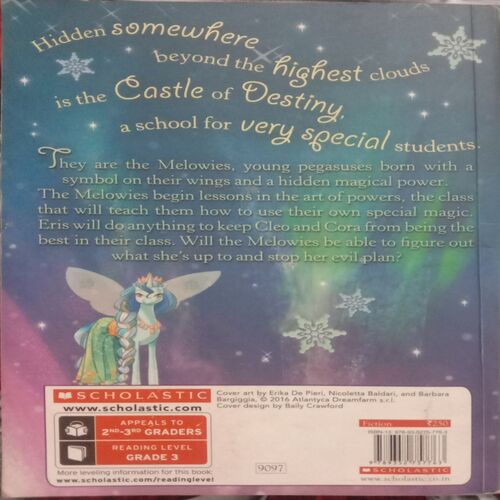 Hidden somewhere
beyond the highest clouds
is the Castle of Destiny,
a school for very special students.
They are the Melowies, young pegasuses born with a
symbol on their wings and a hidden magical power.
The Melowies begin lessons in the art of powers, the class
that will teach them how to use their own special magic.
Eris will do anything to keep Cleo and Cora from being the
best in their class. Will the Melowies be able to figure out
what she's up to and stop her evil plan?
SCHOLASTIC
www.scholastic.com
Cover art by Erika De Pieri, Nicoletta Baldari, and Barbara
Bargiggia, © 2016 Atlantyca Dreamfarm s.r.l.
Cover design by Baily Crawford
APPEALS TO
2ND-3RD GRADERS
READING LEVEL
GRADE 3
More leveling information for this book:
www.scholastic.com/readinglevel
9097
Fiction ₹250
www.scholastic.co.in